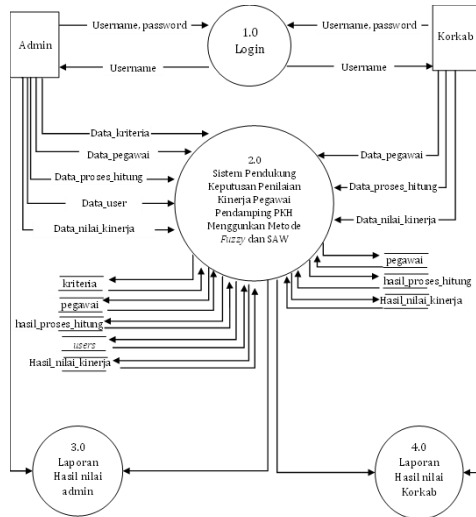 Admin
Username, password
1.0
Login
Username, password
Korkab
Username
Username
Data_kriteria
Data_pegawai
Data_proses_hitung
Data_user
Data_nilai_kinerja
2.0
Sistem Pendukung
Keputusan Penilaian
Kinerja Pegawai
Pendamping PKH
Menggunkan Metode
Fuzzy dan SAW
Data_pegawai
Data_proses_hitung
Data_nilai_kinerja
kriteria
pegawai
hasil_proses_hitung
users
Hasil_nilai_kinerja
pegawai
hasil_proses_hitung
Hasil_nilai_kinerja
3.0
Laporan
Hasil nilai
admin
4.0
Laporan
Hasil nilai
Korkab